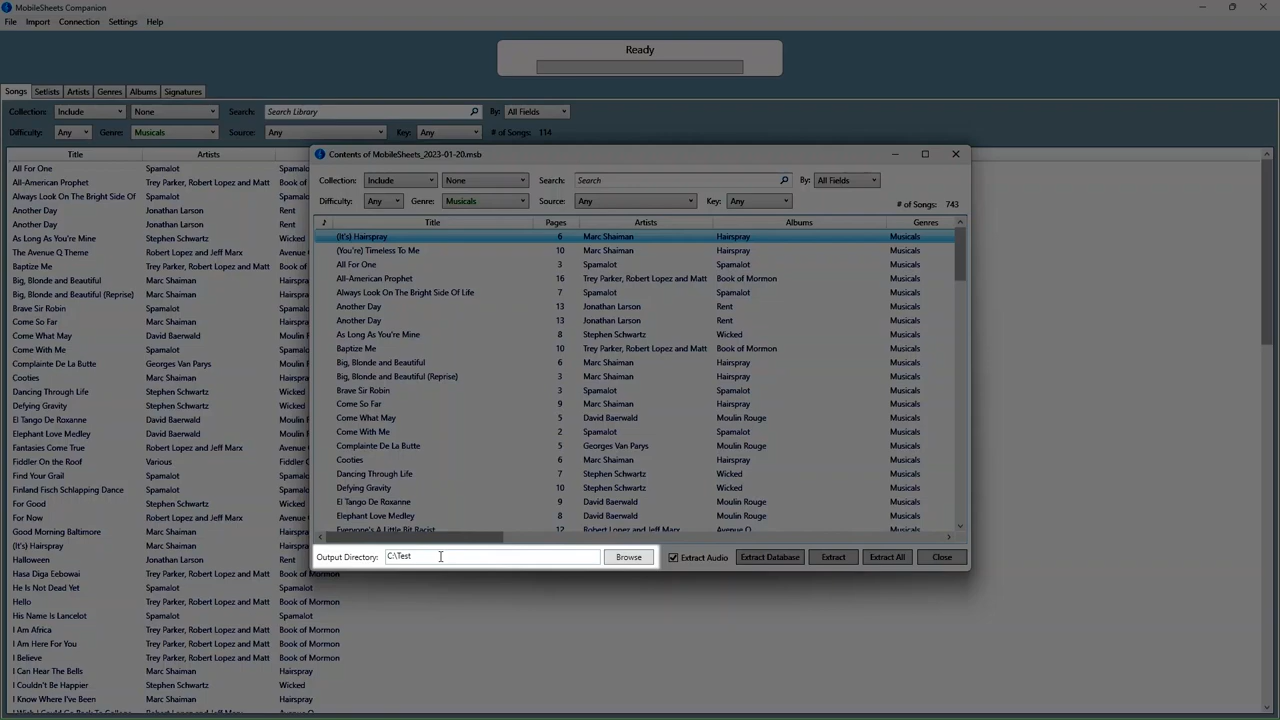 MobileSheets Companion
File Import Connection Settings Help
Ready
Songs Setlists Artists Genres Albums Signatures
Collection: Include None Search: Search Library By: All Fields
Difficulty: Any Genre: Musicals Source: Any Key: Any # of Songs: 114
Title Artists
All For One Spamalot Spamalot
All-American Prophet Trey Parker, Robert Lopez and Matt Book of
Always Look On The Bright Side Of Spamalot Spamalot
Another Day Jonathan Larson Rent
Another Day Jonathan Larson Rent
As Long As You're Mine Stephen Schwartz Wicked
The Avenue Q Theme Robert Lopez and Jeff Marx Avenue
Baptize Me Trey Parker, Robert Lopez and Matt Book of
Big, Blonde and Beautiful Marc Shaiman Hairspra
Big, Blonde and Beautiful (Reprise) Marc Shaiman Hairspra
Brave Sir Robin Spamalot Spamalot
Come So Far Marc Shaiman Hairspra
Come What May David Baerwald Moulin
Come With Me Spamalot Spamalot
Complainte De La Butte Georges Van Parys Moulin
Cooties Marc Shaiman Hairspra
Dancing Through Life Stephen Schwartz Wicked
Defying Gravity Stephen Schwartz Wicked
El Tango De Roxanne David Baerwald Moulin
Elephant Love Medley David Baerwald Moulin
Fantasies Come True Robert Lopez and Jeff Marx Avenue
Fiddler On the Roof Various Fiddler
Find Your Grail Spamalot Spamalot
Finland Fisch Schlapping Dance Spamalot Spamalot
For Good Stephen Schwartz Wicked
For Now Robert Lopez and Jeff Marx Avenue
Good Morning Baltimore Marc Shaiman Hairspra
(It's) Hairspray Marc Shaiman Hairspra
Halloween Jonathan Larson Rent
Hasa Diga Eebowai Trey Parker, Robert Lopez and Matt Book of Mormon
He Is Not Dead Yet Spamalot Spamalot
Hello Trey Parker, Robert Lopez and Matt Book of Mormon
His Name Is Lancelot Spamalot Spamalot
I Am Africa Trey Parker, Robert Lopez and Matt Book of Mormon
I Am Here For You Trey Parker, Robert Lopez and Matt Book of Mormon
I Believe Trey Parker, Robert Lopez and Matt Book of Mormon
I Can Hear The Bells Marc Shaiman Hairspray
I Couldn't Be Happier Stephen Schwartz Wicked
I Know Where I've Been Marc Shaiman Hairspray
Contents of MobileSheets_2023-01-20.msb
Collection: Include None Search: Search By: All Fields
Difficulty: Any Genre: Musicals Source: Any Key: Any # of Songs: 743
♪ Title Pages Artists Albums Genres
(It's) Hairspray 6 Marc Shaiman Hairspray Musicals
(You're) Timeless To Me 10 Marc Shaiman Hairspray Musicals
All For One 3 Spamalot Spamalot Musicals
All-American Prophet 16 Trey Parker, Robert Lopez and Matt Book of Mormon Musicals
Always Look On The Bright Side Of Life 7 Spamalot Spamalot Musicals
Another Day 13 Jonathan Larson Rent Musicals
Another Day 13 Jonathan Larson Rent Musicals
As Long As You're Mine 8 Stephen Schwartz Wicked Musicals
Baptize Me 10 Trey Parker, Robert Lopez and Matt Book of Mormon Musicals
Big, Blonde and Beautiful 6 Marc Shaiman Hairspray Musicals
Big, Blonde and Beautiful (Reprise) 3 Marc Shaiman Hairspray Musicals
Brave Sir Robin 3 Spamalot Spamalot Musicals
Come So Far 9 Marc Shaiman Hairspray Musicals
Come What May 5 David Baerwald Moulin Rouge Musicals
Come With Me 2 Spamalot Spamalot Musicals
Complainte De La Butte 5 Georges Van Parys Moulin Rouge Musicals
Cooties 6 Marc Shaiman Hairspray Musicals
Dancing Through Life 7 Stephen Schwartz Wicked Musicals
Defying Gravity 10 Stephen Schwartz Wicked Musicals
El Tango De Roxanne 9 David Baerwald Moulin Rouge Musicals
Elephant Love Medley 8 David Baerwald Moulin Rouge Musicals
Everyone's A Little Bit Racist 12 Robert Lopez and Jeff Marx Avenue Q Musicals
Output Directory: C:\Test Browse Extract Audio Extract Database Extract Extract All Close